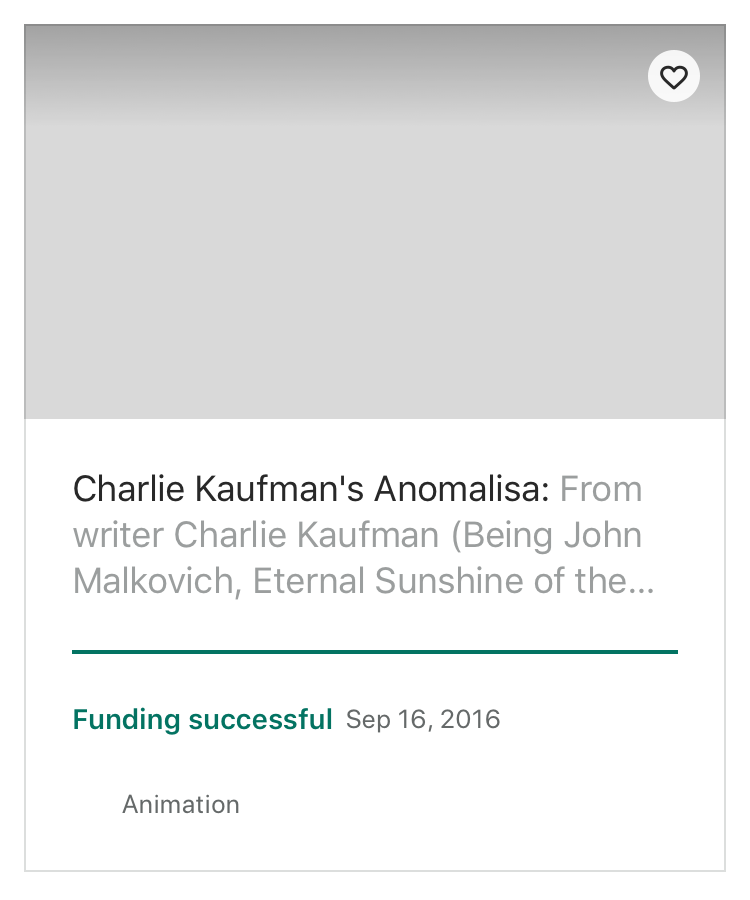 Charlie Kaufman's Anomalisa: From
writer Charlie Kaufman (Being John
Malkovich, Eternal Sunshine of the...
Funding successful Sep 16, 2016
Animation